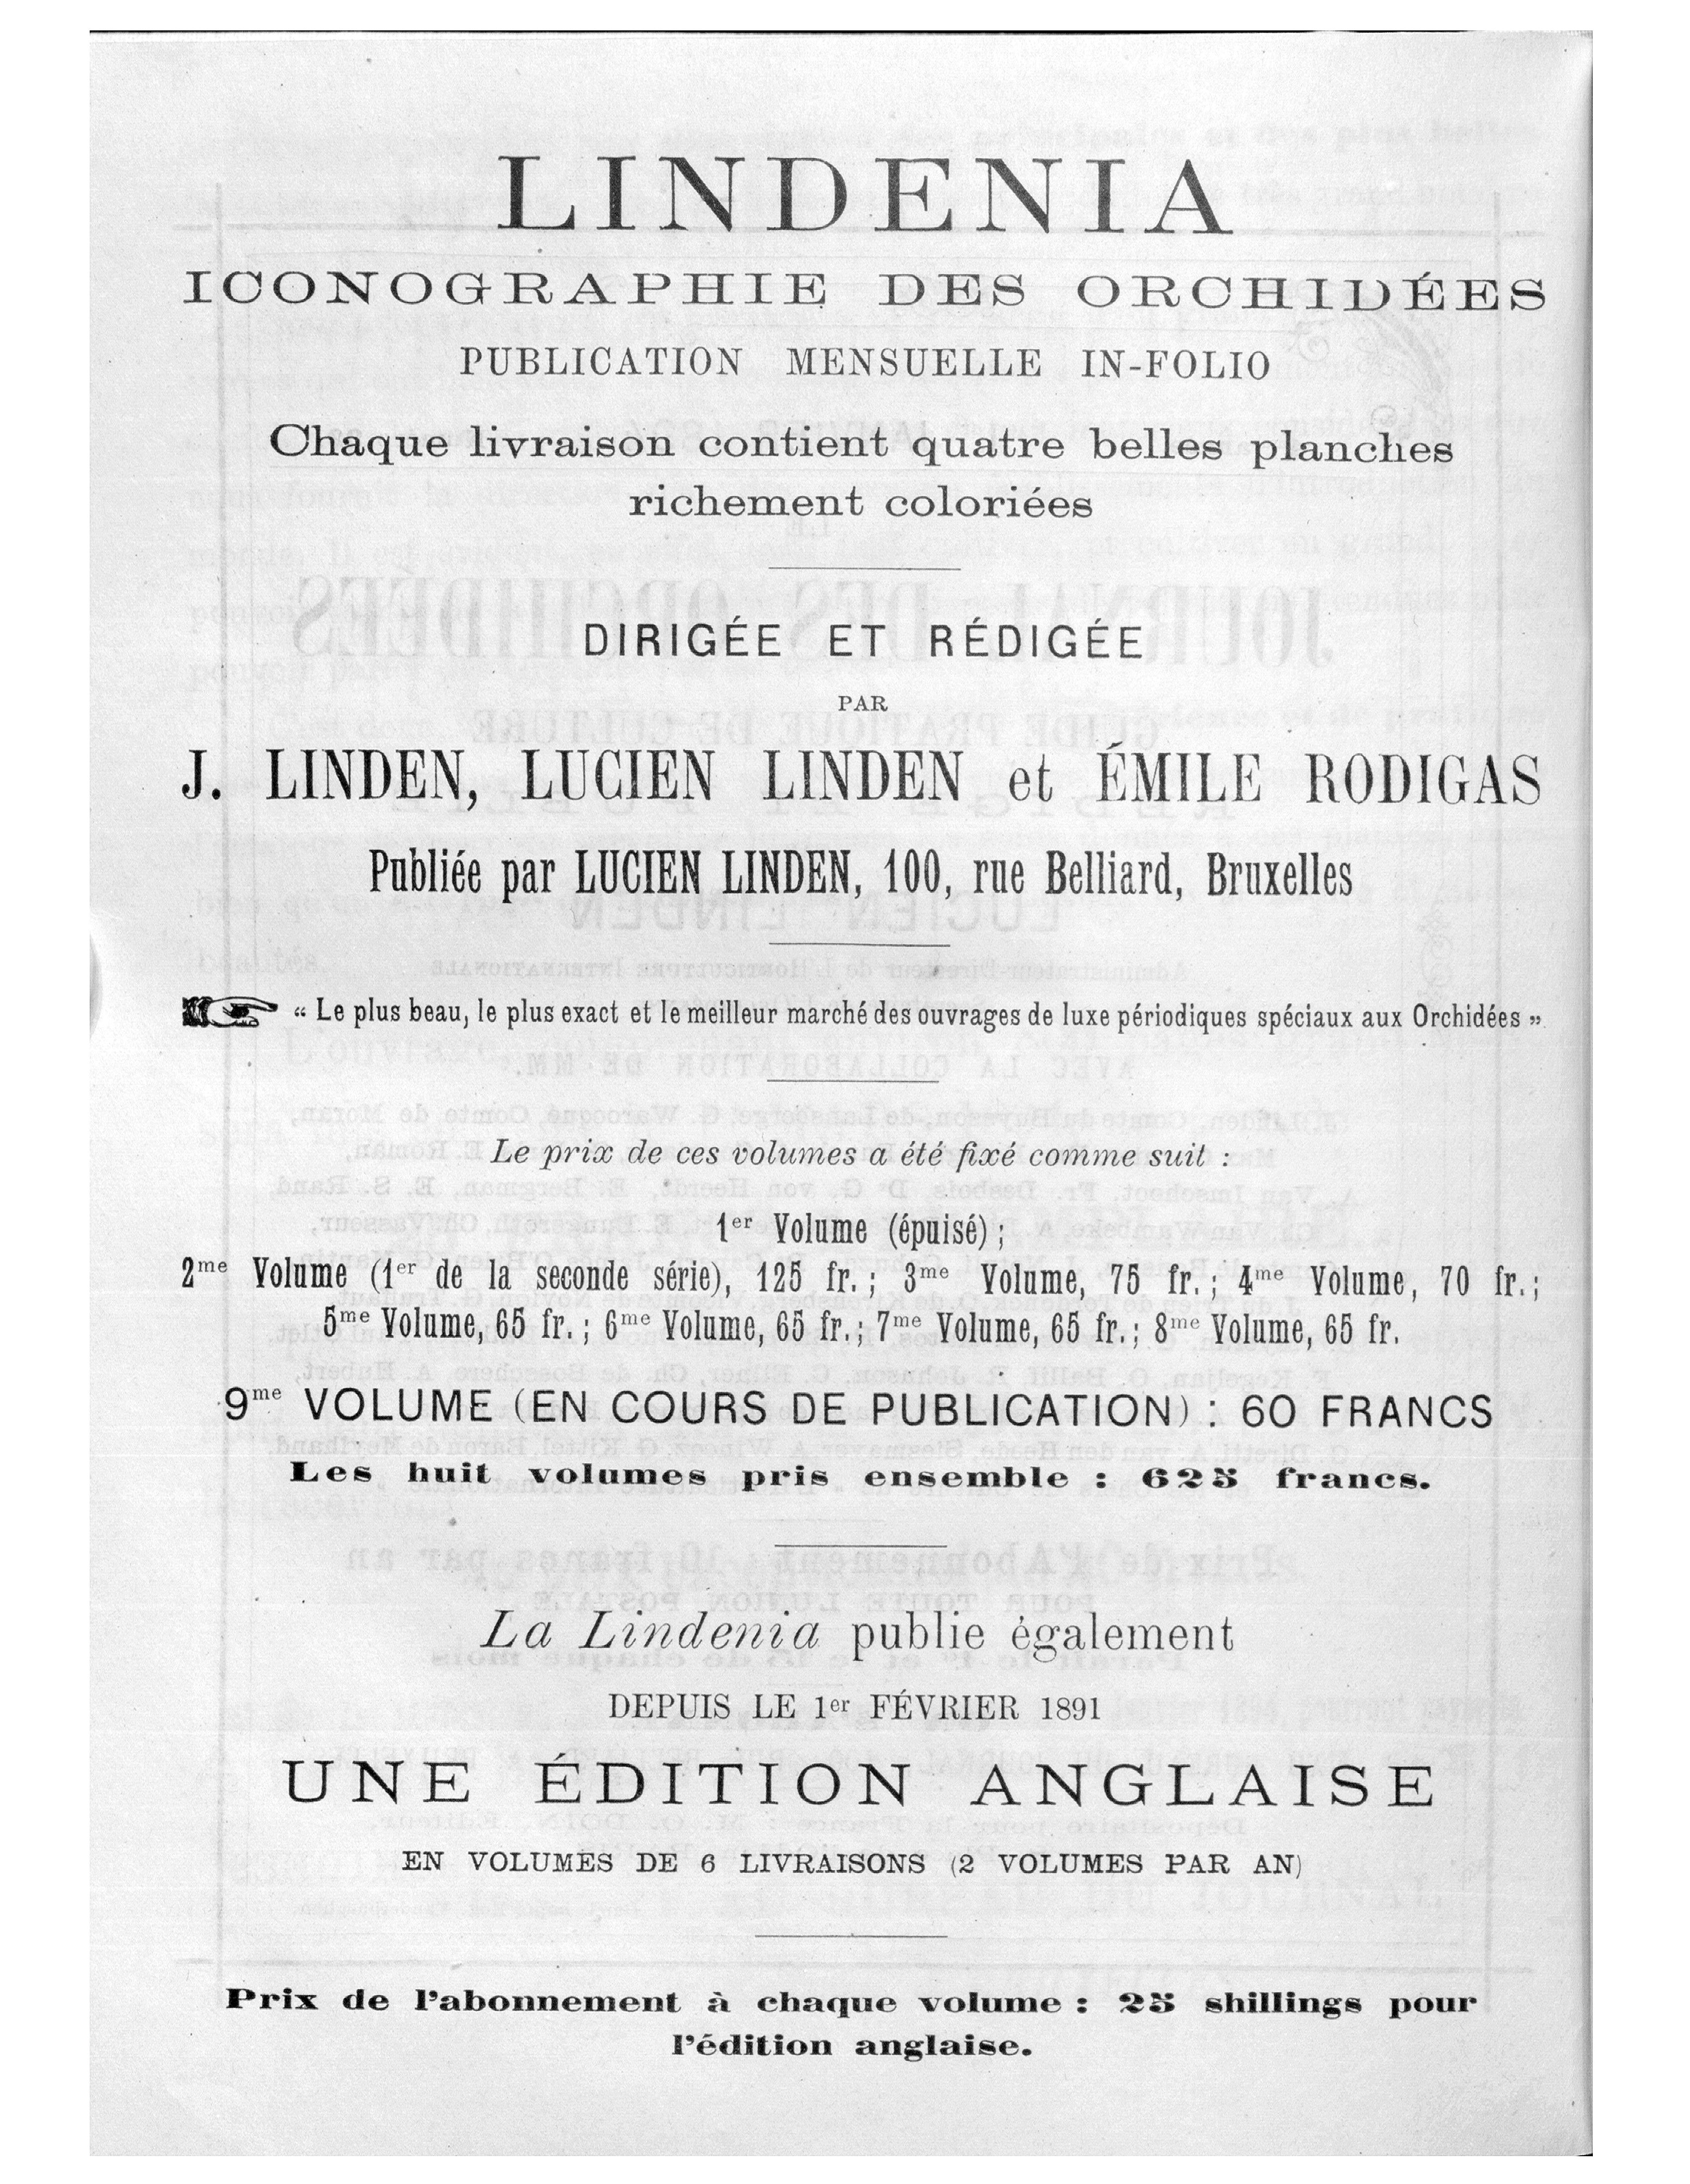 LINDENIA
ICONOGRAPHIE DES ORCHIDÉES
PUBLICATION MENSUELLE IN-FOLIO
Chaque livraison contient quatre belles planches
richement coloriées
DIRIGÉE ET RÉDIGÉE
PAR
J. LINDEN, LUCIEN LINDEN et ÉMILE RODIGAS
Publiée par LUCIEN LINDEN, 100, rue Belliard, Bruxelles
« Le plus beau, le plus exact et le meilleur marché des ouvrages de luxe périodiques spéciaux aux Orchidées »
Le prix de ces volumes a été fixé comme suit :
1er Volume (épuisé) ;
2me Volume (1er de la seconde série), 125 fr. ; 3me Volume, 75 fr. ; 4me Volume, 70 fr. ;
5me Volume, 65 fr. ; 6me Volume, 65 fr. ; 7me Volume, 65 fr. ; 8me Volume, 65 fr.
9me VOLUME (EN COURS DE PUBLICATION) : 60 FRANCS
Les huit volumes pris ensemble : 625 francs.
La Lindenia publie également
DEPUIS LE 1er FÉVRIER 1891
UNE ÉDITION ANGLAISE
EN VOLUMES DE 6 LIVRAISONS (2 VOLUMES PAR AN)
Prix de l'abonnement à chaque volume : 25 shillings pour
l'édition anglaise.